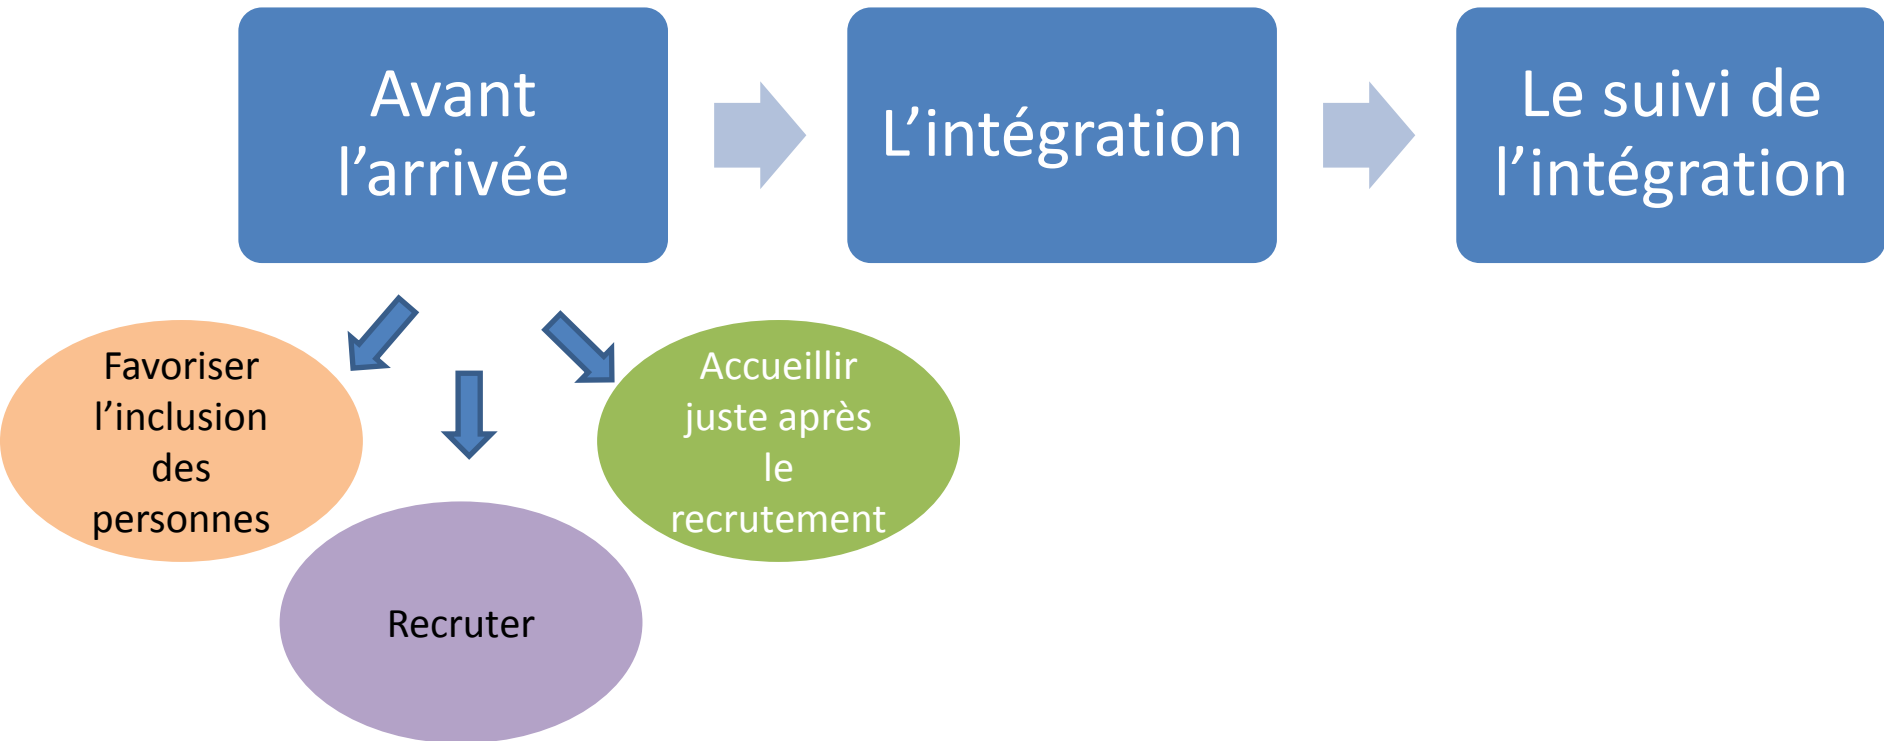 Avant
l’arrivée
L’intégration
Le suivi de
l’intégration
Favoriser
l’inclusion
des
personnes
Recruter
Accueillir
juste après
le
recrutement